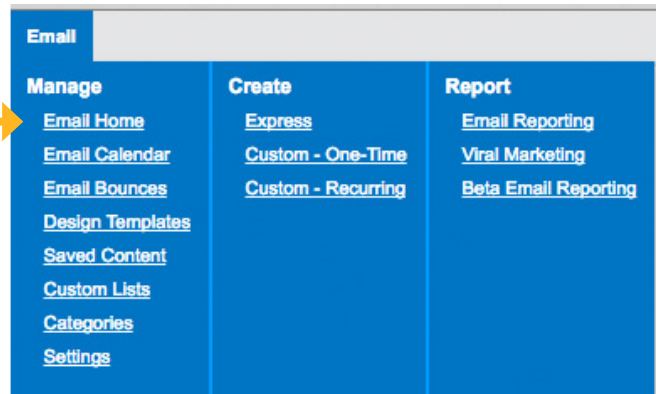 Email
Manage
Email Home
Email Calendar
Email Bounces
Design Templates
Saved Content
Custom Lists
Categories
Settings
Create
Express
Custom - One-Time
Custom - Recurring
Report
Email Reporting
Viral Marketing
Beta Email Reporting